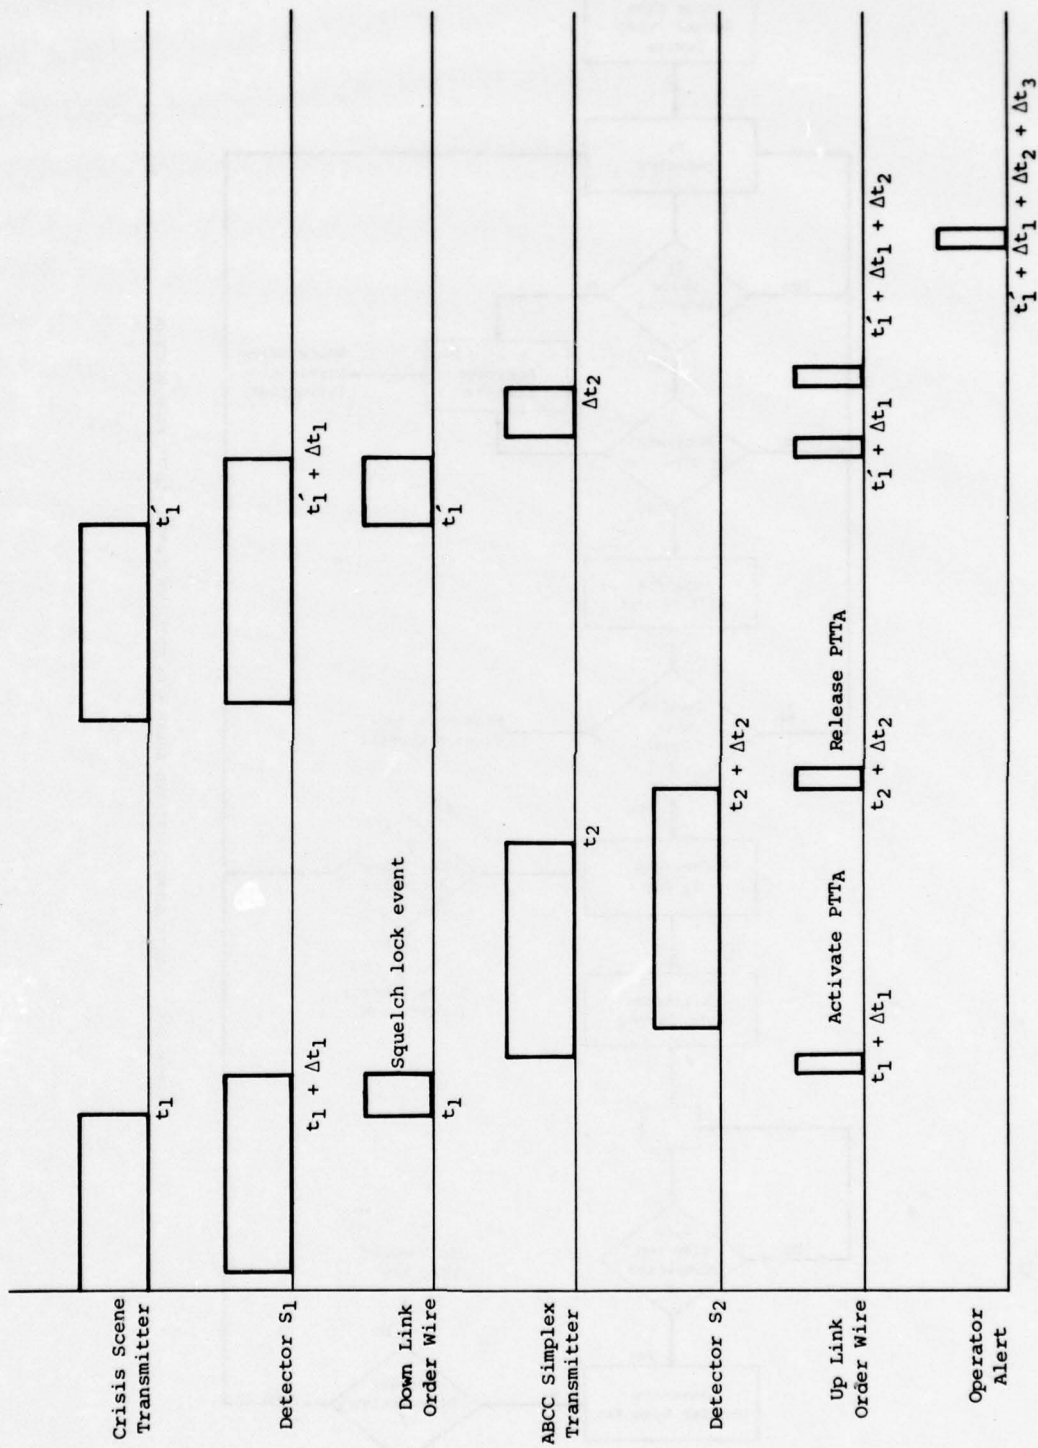 Crisis Scene
Transmitter
t1
t1́
Detector S1
t1 + Δt1
t1́ + Δt1
Down Link
Order Wire
t1
Squelch lock event
t1́
ABCC Simplex
Transmitter
t2
Δt2
Detector S2
t2 + Δt2
Up Link
Order Wire
t1 + Δt1
Activate PTTA
t2 + Δt2
Release PTTA
t1́ + Δt1
t1́ + Δt1 + Δt2
Operator
Alert
t1́ + Δt1 + Δt2 + Δt3